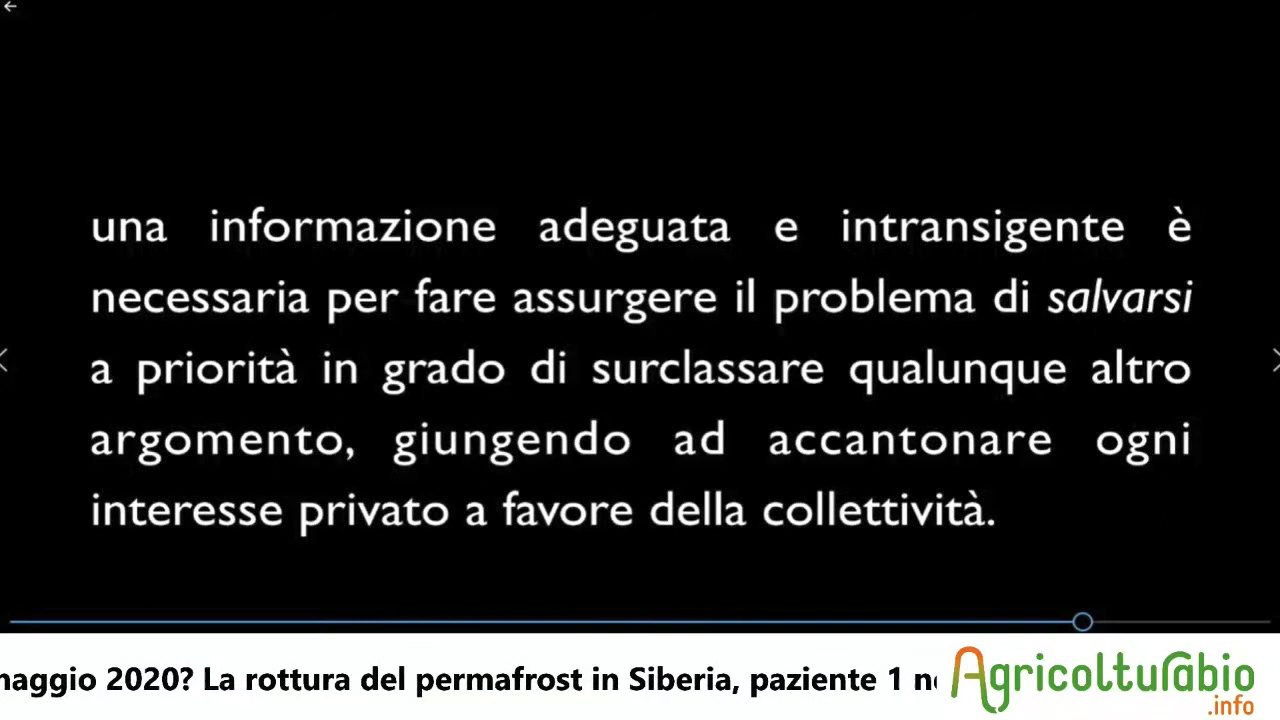 una informazione adeguata e intransigente è
necessaria per fare assurgere il problema di salvarsi
a priorità in grado di surclassare qualunque altro
argomento, giungendo ad accantonare ogni
interesse privato a favore della collettività.
maggio 2020? La rottura del permafrost in Siberia, paziente 1
Agricolturabio
.info